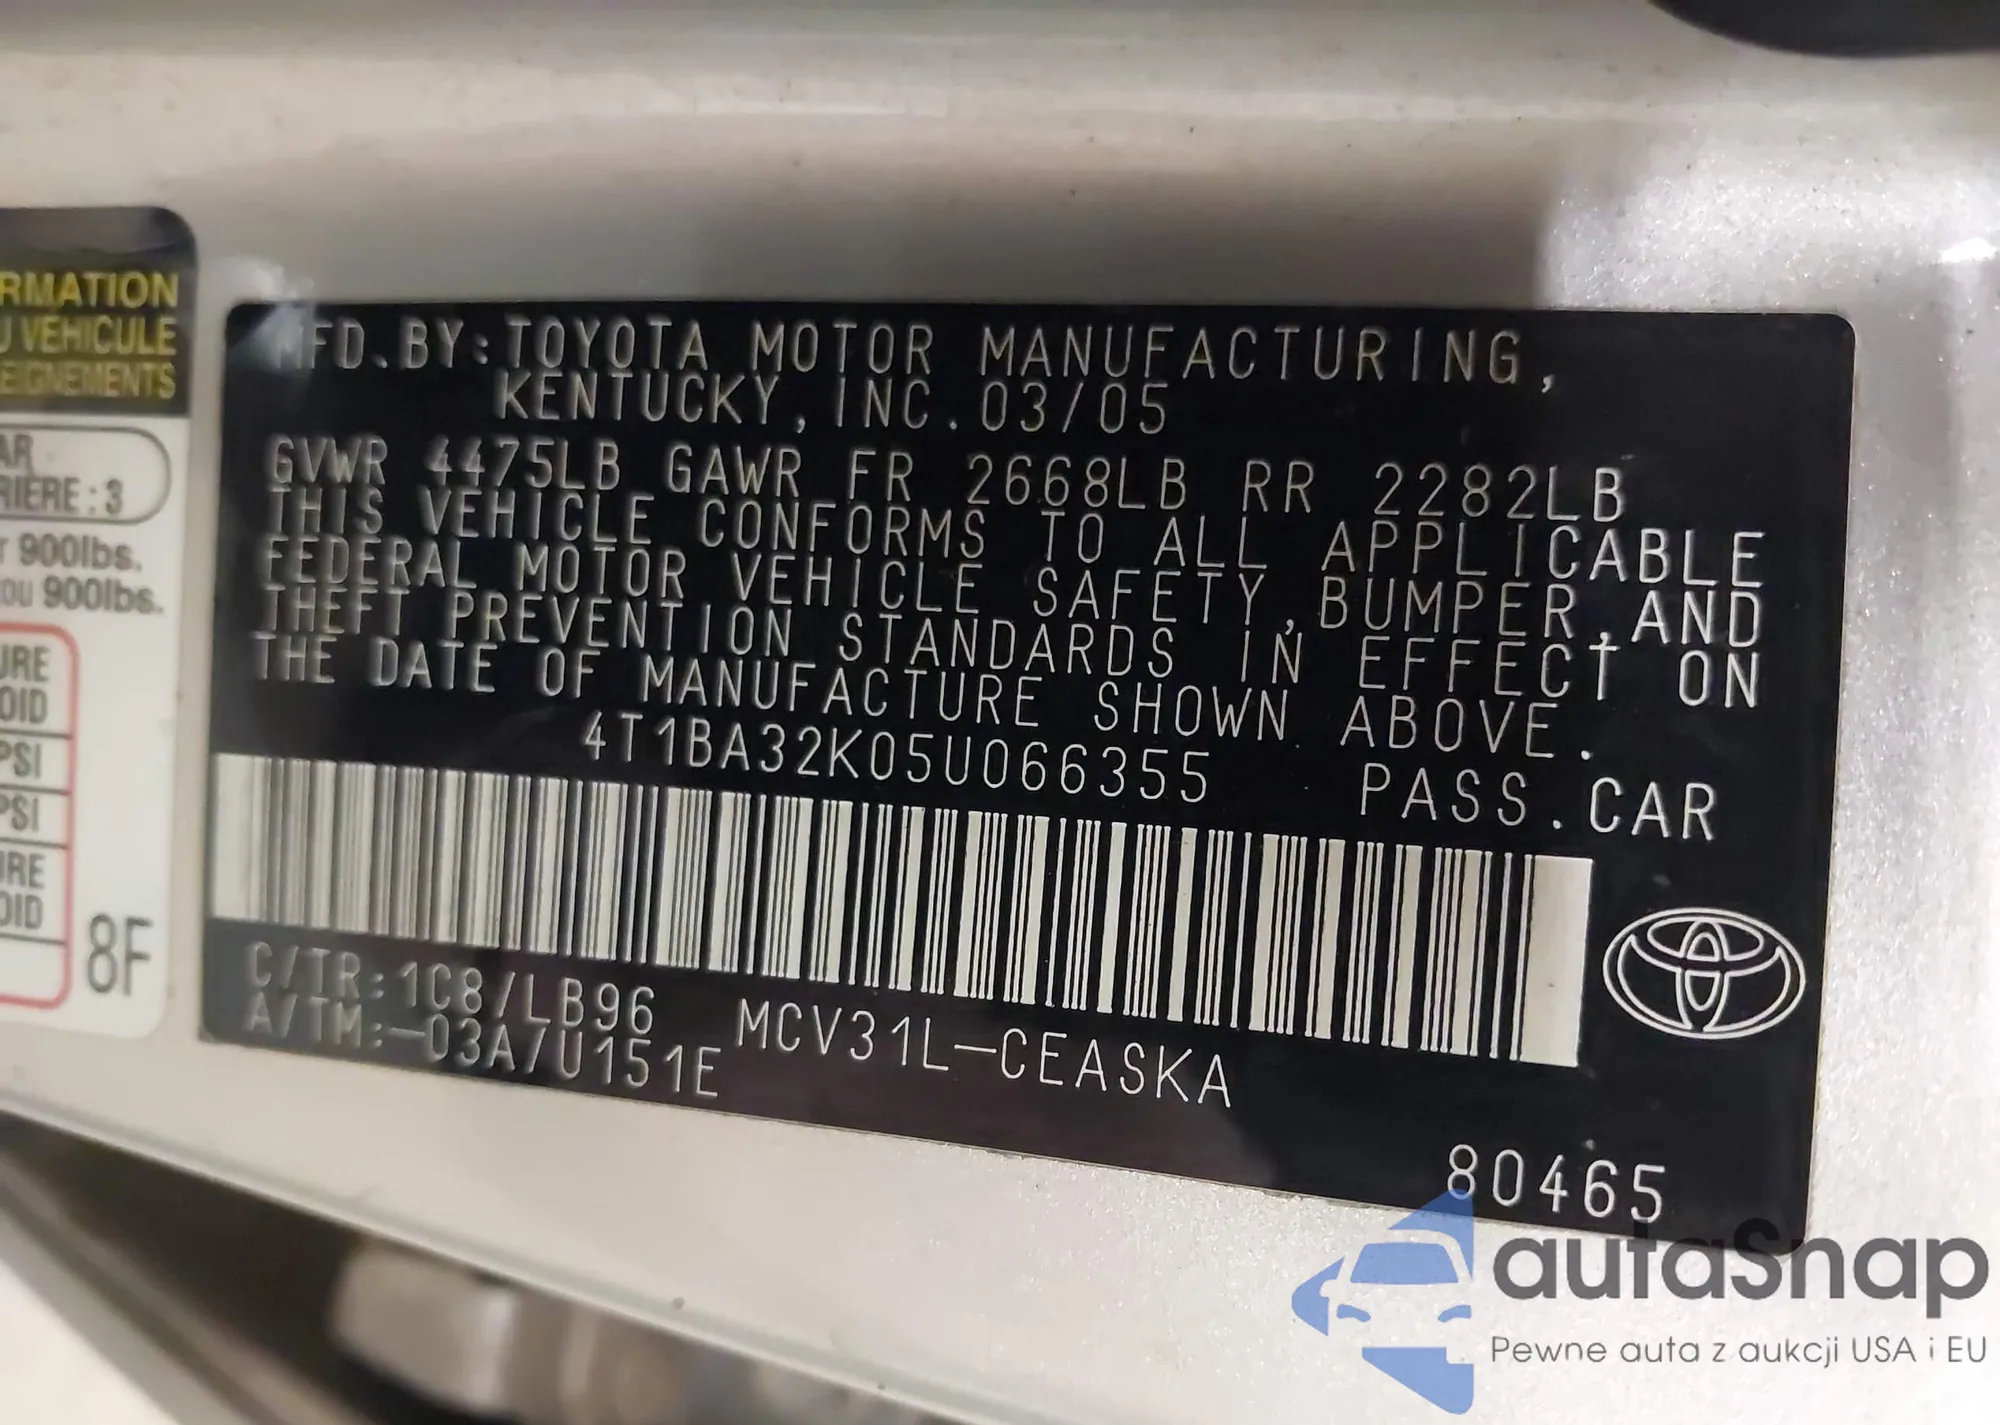 RMATION
U VÉHICULE
EIGNEMENTS
AR
RIÈRE : 3
900lbs.
ou 900lbs.
URE
OID
PSI
PSI
URE
OID
8F
MFD.BY:TOYOTA MOTOR MANUFACTURING,
KENTUCKY,INC.03/05
GVWR 4475LB GAWR FR 2668LB RR 2282LB
THIS VEHICLE CONFORMS TO ALL APPLICABLE
FEDERAL MOTOR VEHICLE SAFETY,BUMPER,AND
THEFT PREVENTION STANDARDS IN EFFECT ON
THE DATE OF MANUFACTURE SHOWN ABOVE.
4T1BA32K05U066355 PASS.CAR
C/TR:1C8/LB96 MCV31L-CEASKA
A/TM:-03A/U151E
80465
autaSnap
Pewne auta z aukcji USA i EU